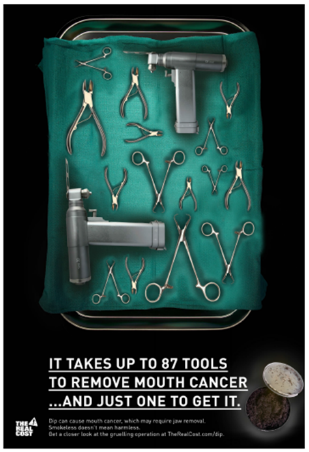 IT TAKES UP TO 87 TOOLS
TO REMOVE MOUTH CANCER
...AND JUST ONE TO GET IT.
THE
REAL
COST
Dip can cause mouth cancer, which may require jaw removal.
Smokeless doesn't mean harmless.
Get a closer look at the gruelling operation at TheRealCost.com/dip.